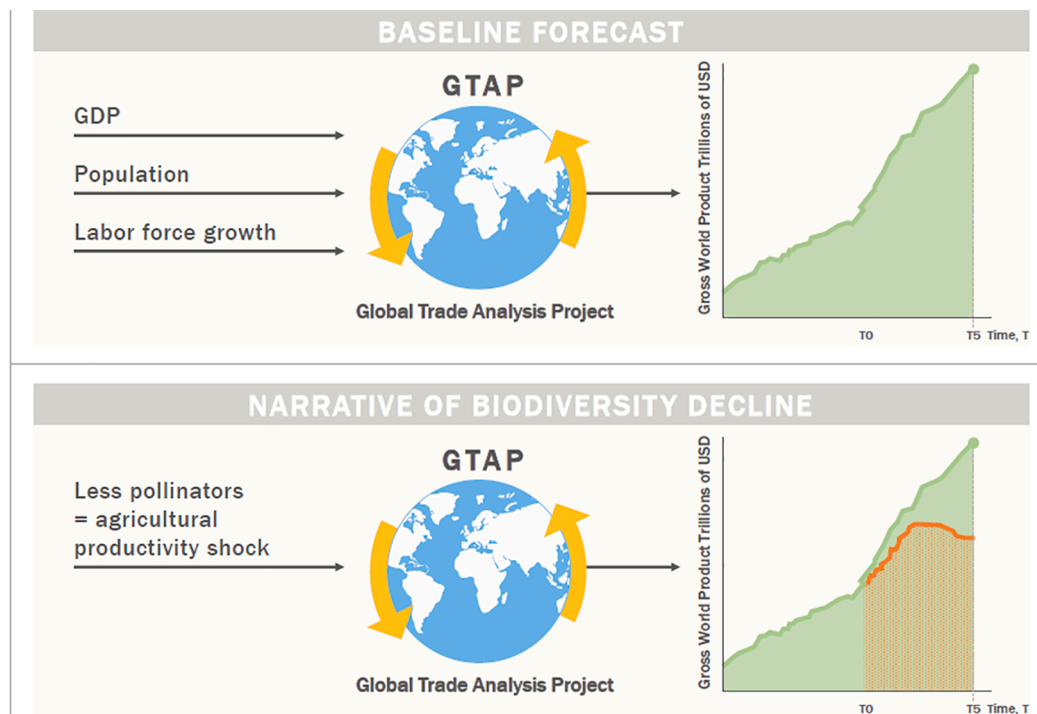 BASELINE FORECAST
GTAP
GDP
Population
Labor force growth
Global Trade Analysis Project
Gross World Product Trillions of USD
T0
T5 Time, T
NARRATIVE OF BIODIVERSITY DECLINE
GTAP
Less pollinators
= agricultural
productivity shock
Global Trade Analysis Project
Gross World Product Trillions of USD
T0
T5 Time, T